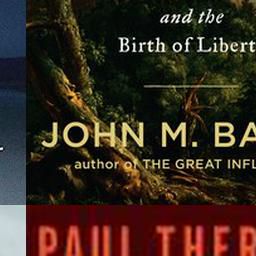 and the
Birth of Libert
JOHN M. BA
author of THE GREAT INFL
PAUL THER